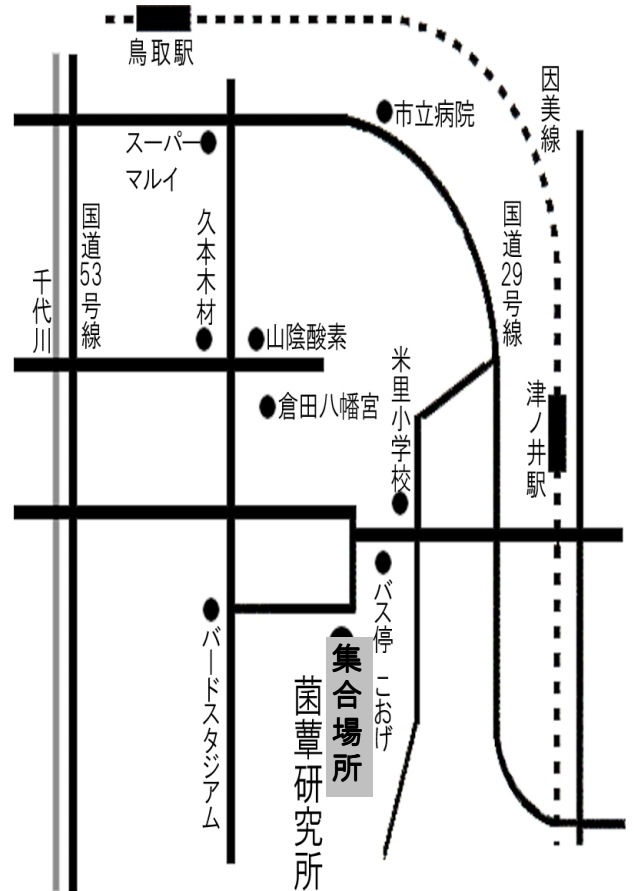 鳥取駅
因美線
市立病院
スーパー
マルイ
国道53号線
千代川
久本木材
国道29号線
山陰酸素
米里小学校
津ノ井駅
倉田八幡宮
バス停 こおげ
バードスタジアム
集合場所
菌蕈研究所